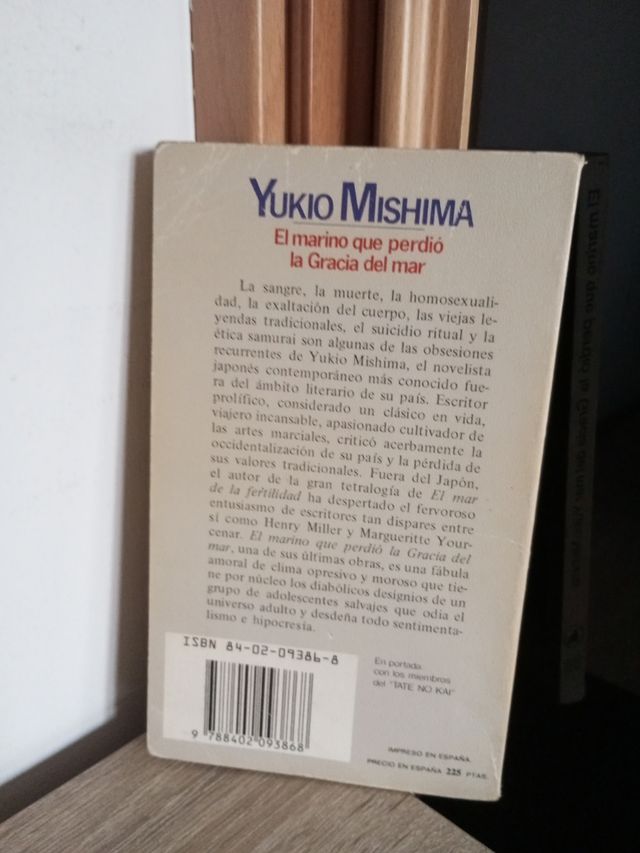 YUKIO MISHIMA
El marino que perdió
la Gracia del mar
La sangre, la muerte, la homosexuali-
dad, la exaltación del cuerpo, las viejas le-
yendas tradicionales, el suicidio ritual y la
ética samurai son algunas de las obsesiones
recurrentes de Yukio Mishima, el novelista
japonés contemporáneo más conocido fue-
ra del ámbito literario de su país. Escritor
prolífico, considerado un clásico en vida,
viajero incansable, apasionado cultivador de
las artes marciales, criticó acerbamente la
occidentalización de su país y la pérdida de
sus valores tradicionales. Fuera del Japón,
el autor de la gran tetralogía de El mar
de la fertilidad ha despertado el fervoroso
entusiasmo de escritores tan dispares entre
sí como Henry Miller y Margueritte Your-
cenar. El marino que perdió la Gracia del
mar, una de sus últimas obras, es una fábula
amoral de clima opresivo y moroso que tie-
ne por núcleo los diabólicos designios de un
grupo de adolescentes salvajes que odia el
universo adulto y desdeña todo sentimenta-
lismo e hipocresía.
ISBN 84-02-09386-8
9 788402 093868
En portada
con los miembros
del "TATE NO KAI"
IMPRESO EN ESPAÑA
PRECIO EN ESPAÑA 225 PTAS.
El marino que perdió la Gracia del mar